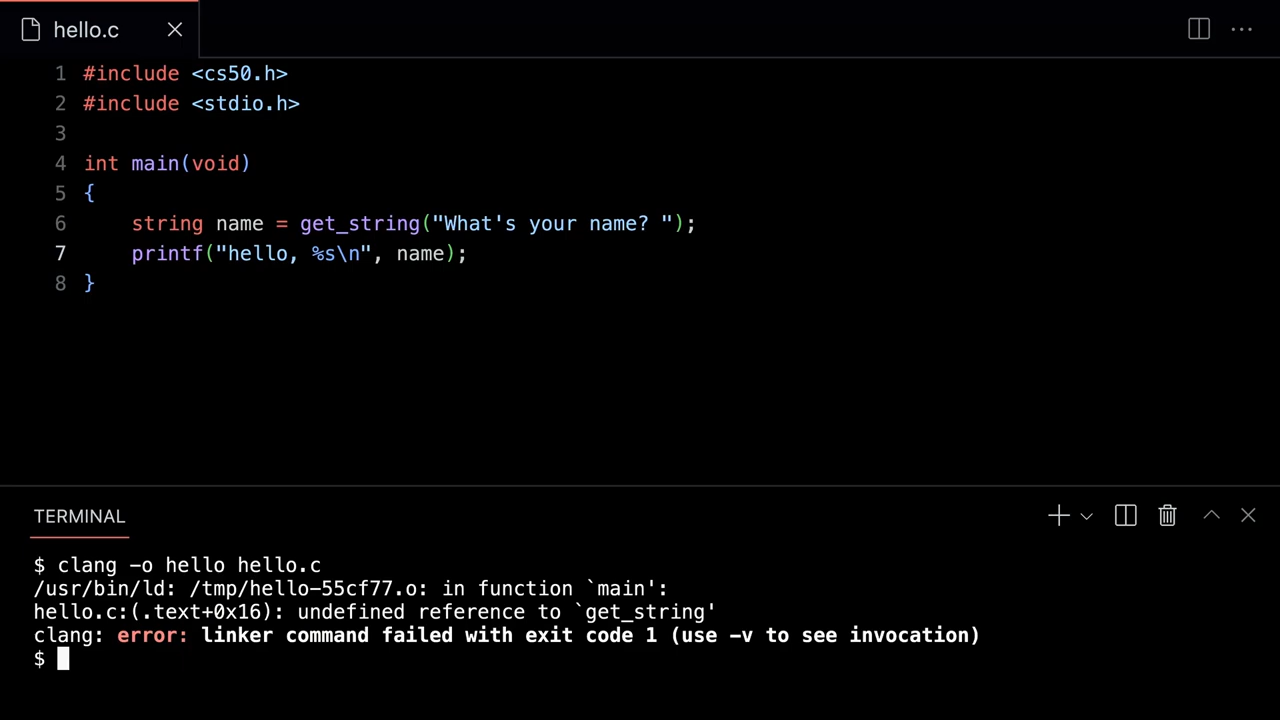 hello.c
1 #include <cs50.h>
2 #include <stdio.h>
3
4 int main(void)
5 {
6     string name = get_string("What's your name? ");
7     printf("hello, %s\n", name);
8 }
TERMINAL
$ clang -o hello hello.c
/usr/bin/ld: /tmp/hello-55cf77.o: in function `main':
hello.c:(.text+0x16): undefined reference to `get_string'
clang: error: linker command failed with exit code 1 (use -v to see invocation)
$